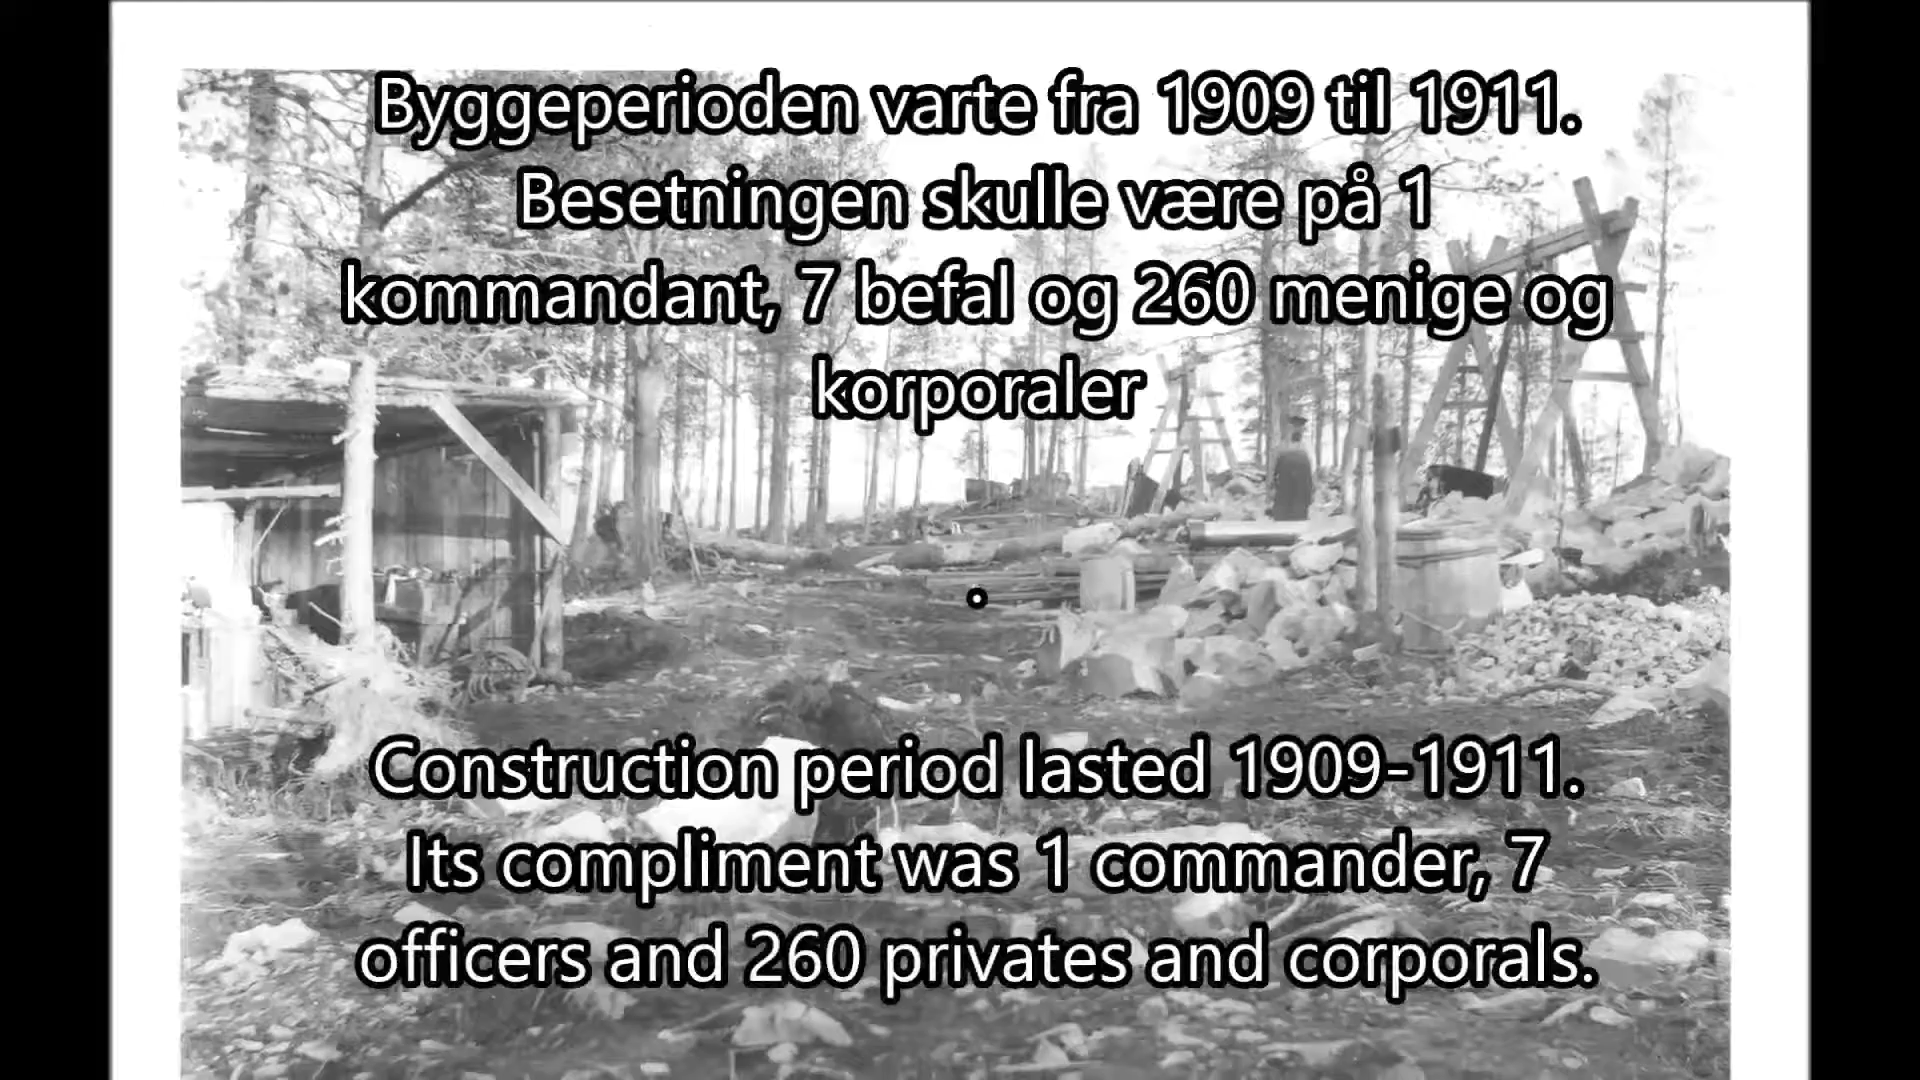 Byggeperioden varte fra 1909 til 1911.
Besetningen skulle være på 1
kommandant, 7 befal og 260 menige og
korporaler
Construction period lasted 1909-1911.
Its compliment was 1 commander, 7
officers and 260 privates and corporals.